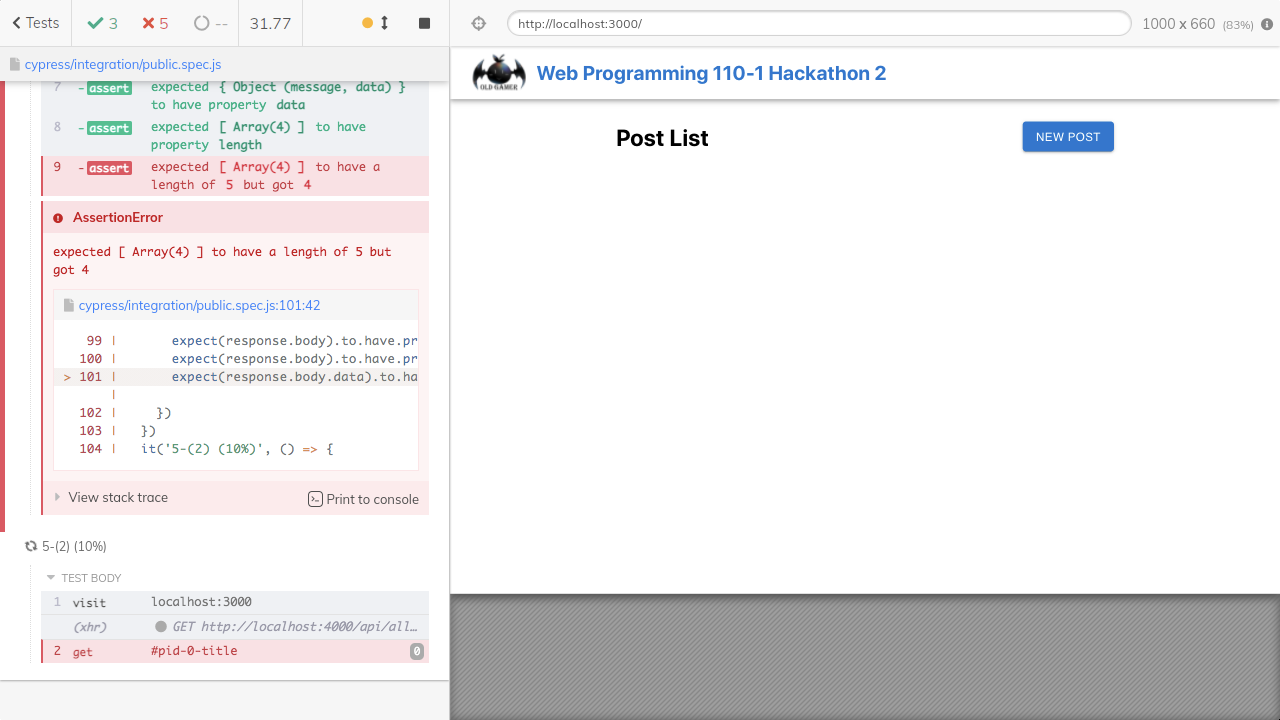 Tests
3
5
--
31.77
http://localhost:3000/
1000 x 660 (83%)
cypress/integration/public.spec.js
7 -assert expected { Object (message, data) }
to have property data
8 -assert expected [ Array(4) ] to have
property length
9 -assert expected [ Array(4) ] to have a
length of 5 but got 4
AssertionError
expected [ Array(4) ] to have a length of 5 but
got 4
cypress/integration/public.spec.js:101:42
99 | expect(response.body).to.have.pr
100 | expect(response.body).to.have.pr
> 101 | expect(response.body.data).to.ha
|
102 | })
103 | })
104 | it('5-(2) (10%)', () => {
View stack trace
Print to console
5-(2) (10%)
TEST BODY
1 visit localhost:3000
(xhr) GET http://localhost:4000/api/all…
2 get #pid-0-title 0
OLD GAMER
Web Programming 110-1 Hackathon 2
Post List
NEW POST